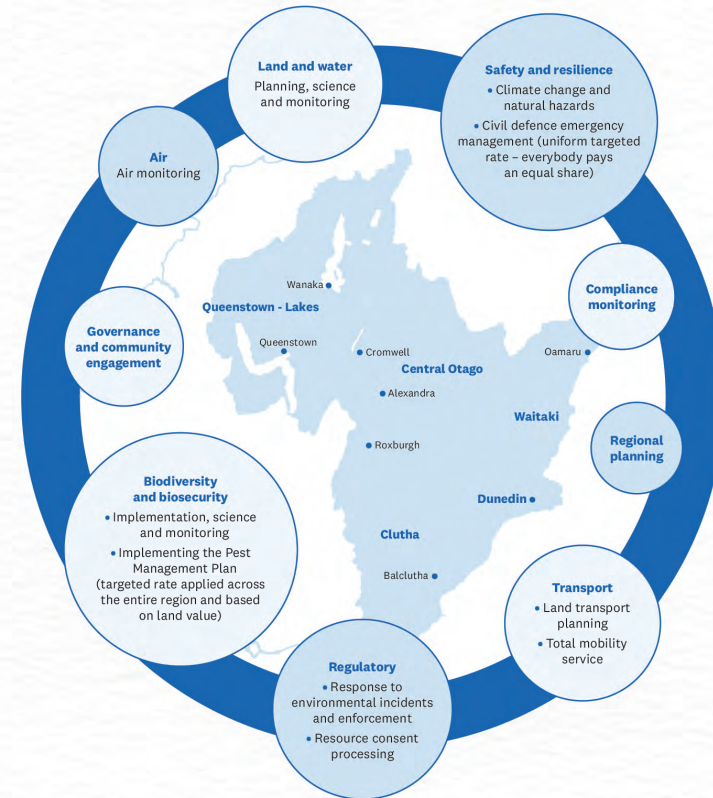 Land and water
Planning, science
and monitoring
Safety and resilience
• Climate change and
natural hazards
• Civil defence emergency
management (uniform targeted
rate – everybody pays
an equal share)
Air
Air monitoring
Compliance
monitoring
Governance
and community
engagement
Wanaka
Queenstown - Lakes
Queenstown
Cromwell
Oamaru
Central Otago
Alexandra
Waitaki
Roxburgh
Regional
planning
Dunedin
Clutha
Balclutha
Biodiversity
and biosecurity
• Implementation, science
and monitoring
• Implementing the Pest
Management Plan
(targeted rate applied across
the entire region and based
on land value)
Transport
• Land transport
planning
• Total mobility
service
Regulatory
• Response to
environmental incidents
and enforcement
• Resource consent
processing